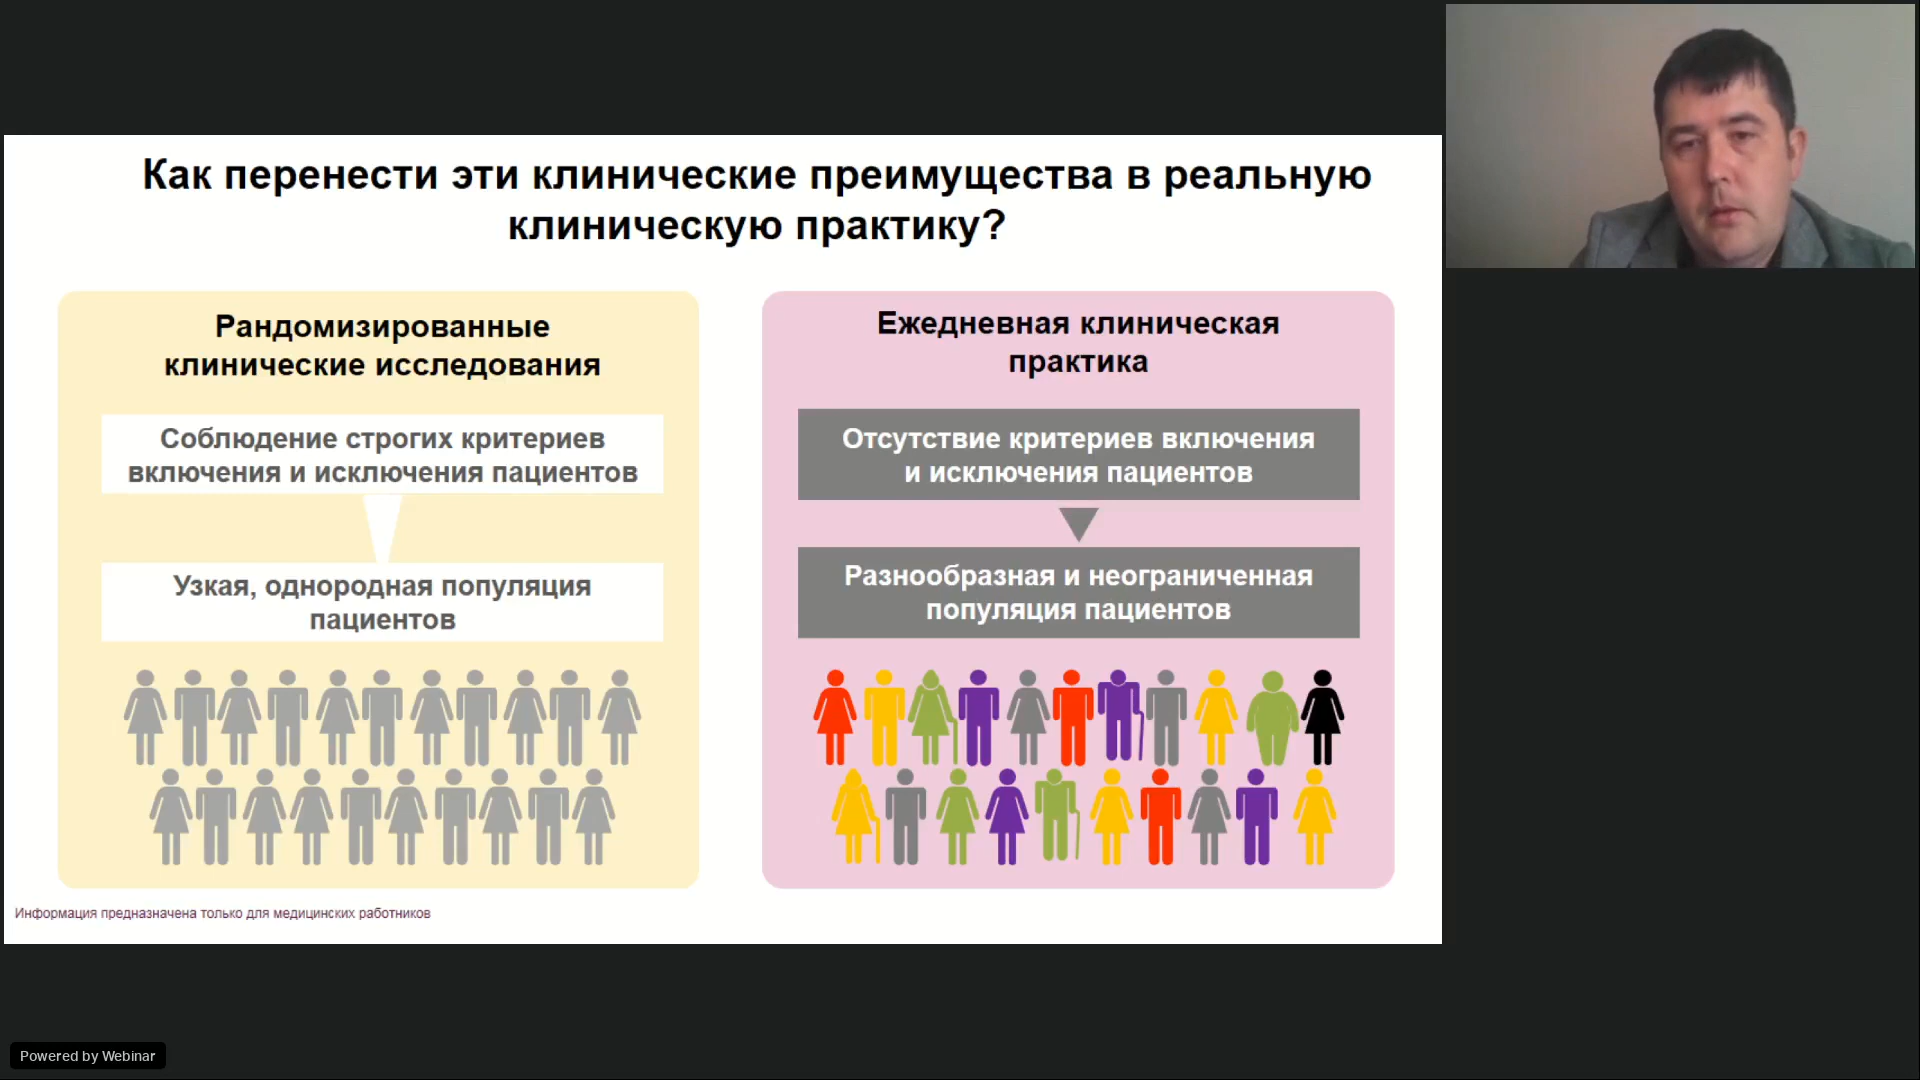 Как перенести эти клинические преимущества в реальную
клиническую практику?
Рандомизированные
клинические исследования
Соблюдение строгих критериев
включения и исключения пациентов
Узкая, однородная популяция
пациентов
Ежедневная клиническая
практика
Отсутствие критериев включения
и исключения пациентов
Разнообразная и неограниченная
популяция пациентов
Информация предназначена только для медицинских работников
Powered by Webinar